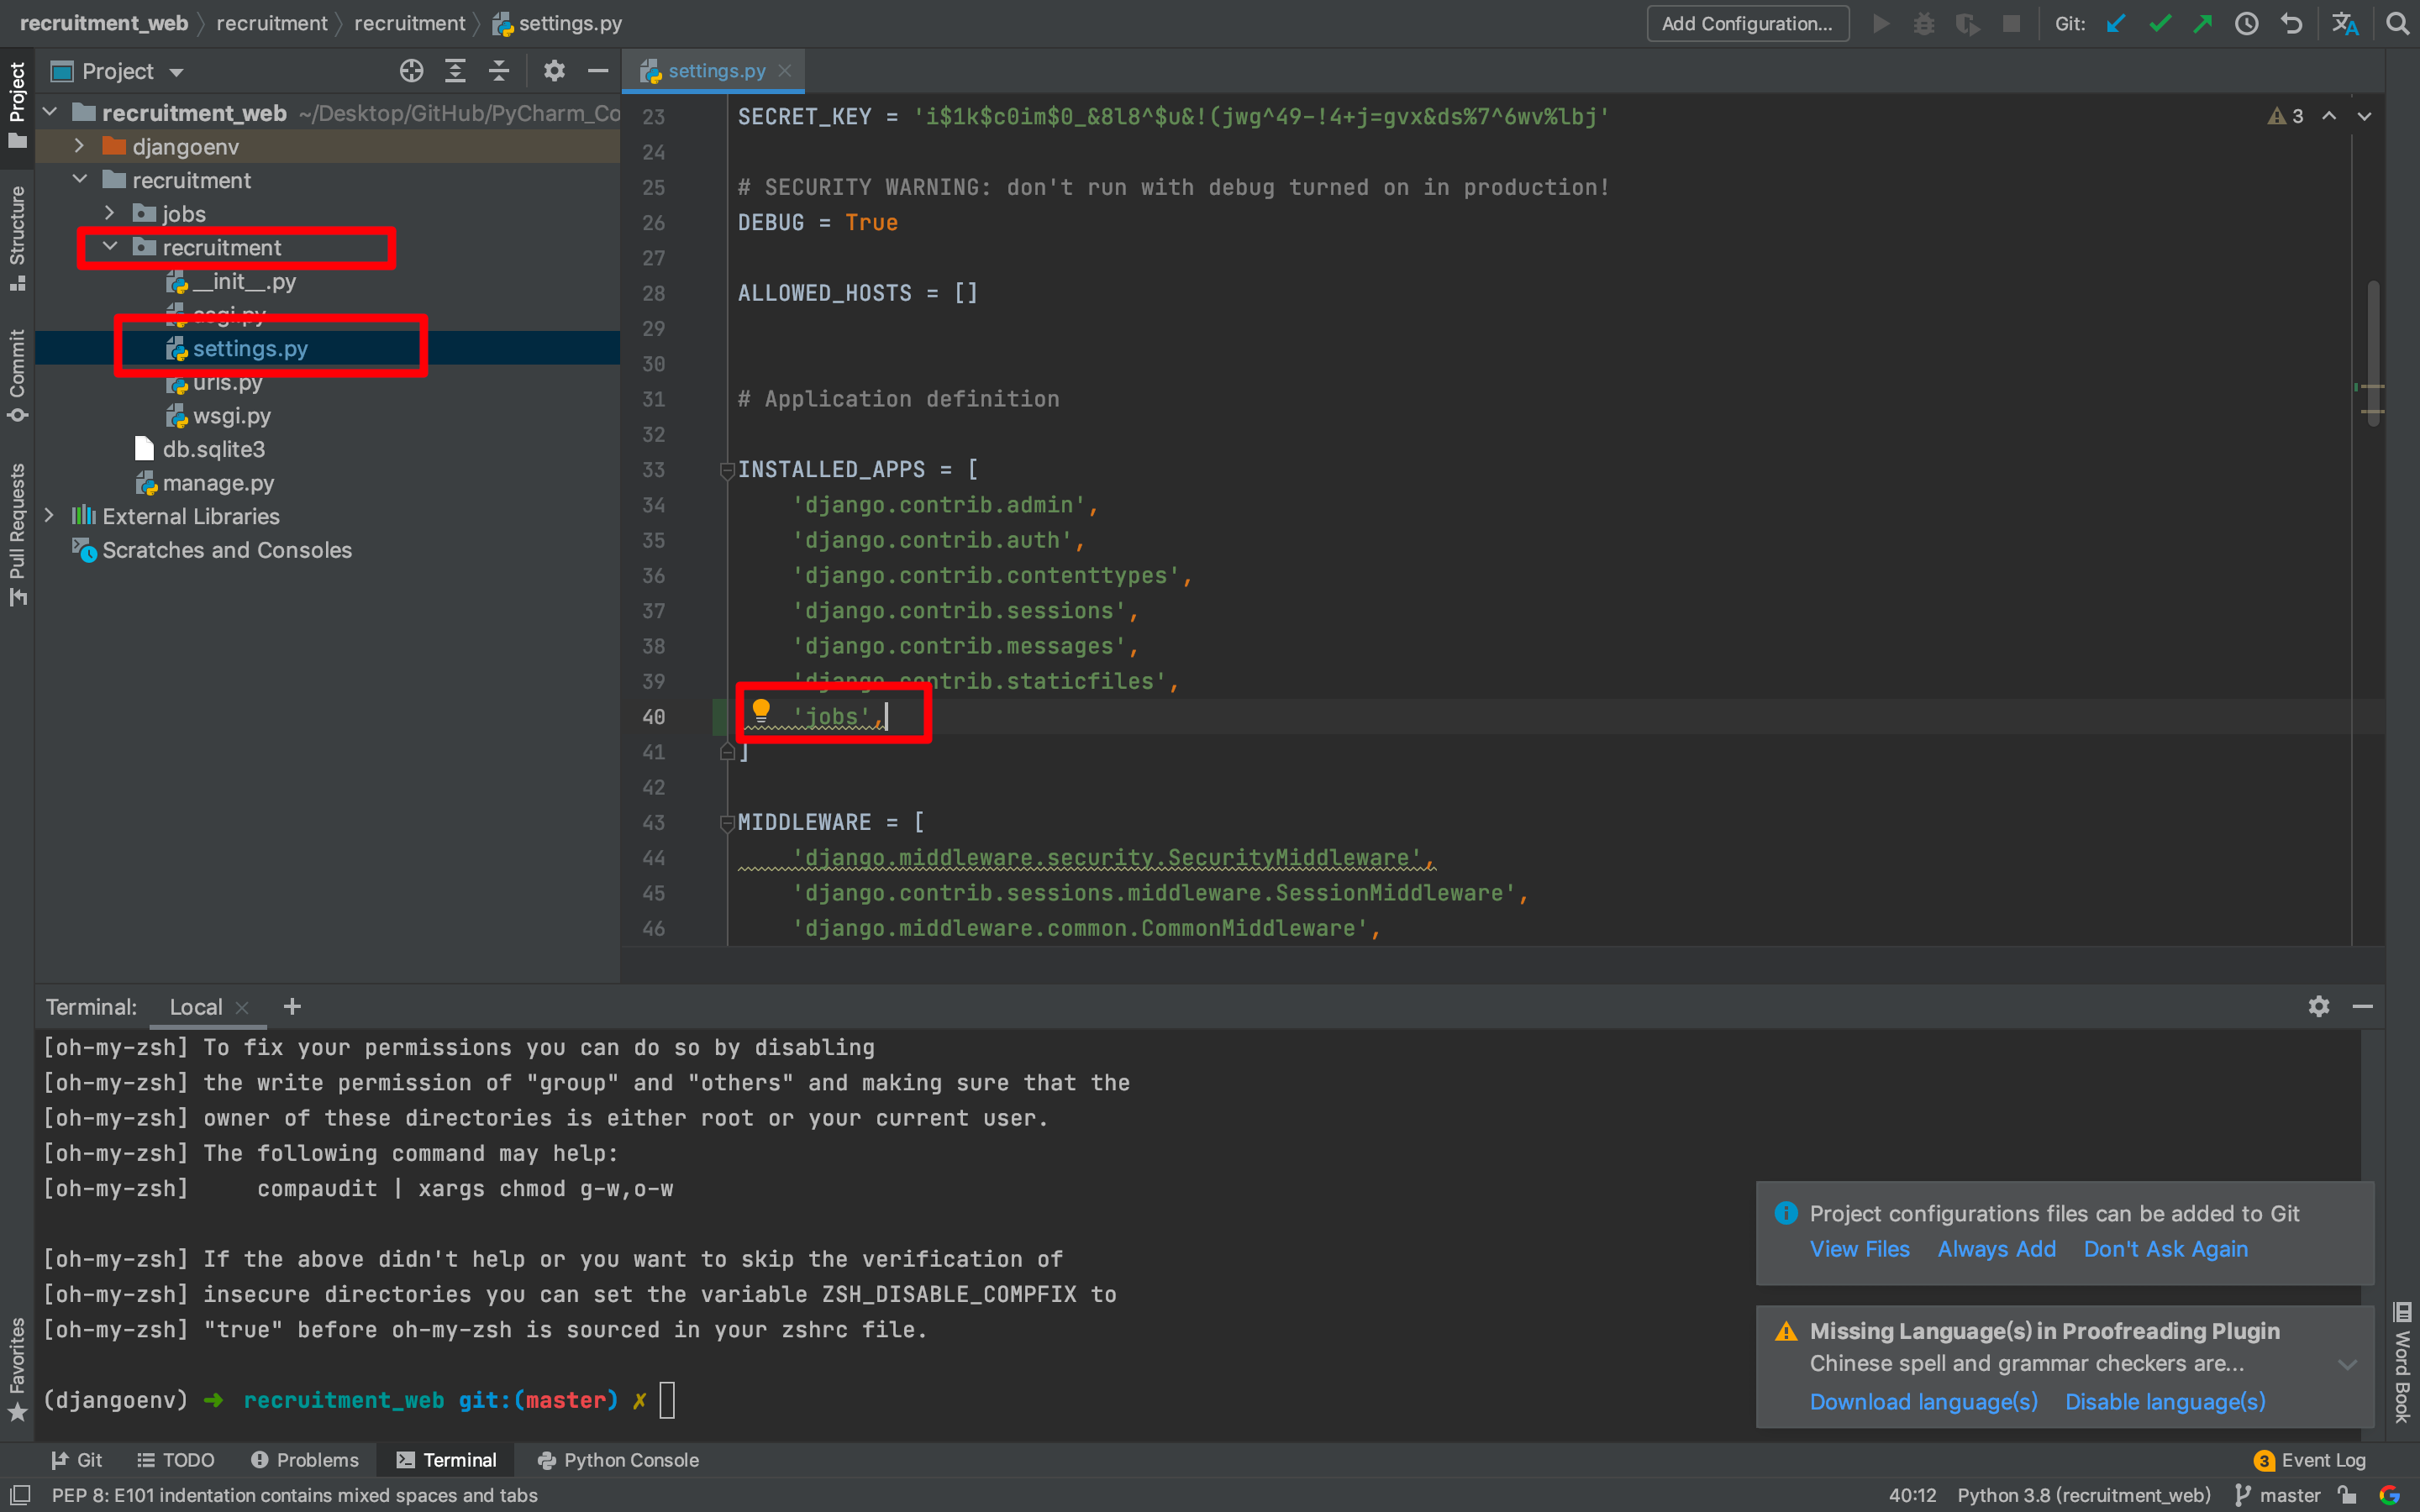 recruitment_web
recruitment
recruitment
settings.py
Add Configuration...
Git:
Project
Project
recruitment_web ~/Desktop/GitHub/PyCharm_Co
djangoenv
recruitment
jobs
recruitment
__init__.py
asgi.py
settings.py
urls.py
wsgi.py
db.sqlite3
manage.py
External Libraries
Scratches and Consoles
Structure
Commit
Pull Requests
Favorites
settings.py
3
23 SECRET_KEY = 'i$1k$c0im$0_&8l8^$u&!(jwg^49-!4+j=gvx&ds%7^6wv%lbj'
24
25 # SECURITY WARNING: don't run with debug turned on in production!
26 DEBUG = True
27
28 ALLOWED_HOSTS = []
29
30
31 # Application definition
32
33 INSTALLED_APPS = [
34 'django.contrib.admin',
35 'django.contrib.auth',
36 'django.contrib.contenttypes',
37 'django.contrib.sessions',
38 'django.contrib.messages',
39 'django.contrib.staticfiles',
40 'jobs',
41 ]
42
43 MIDDLEWARE = [
44 'django.middleware.security.SecurityMiddleware',
45 'django.contrib.sessions.middleware.SessionMiddleware',
46 'django.middleware.common.CommonMiddleware',
Terminal: Local
[oh-my-zsh] To fix your permissions you can do so by disabling
[oh-my-zsh] the write permission of "group" and "others" and making sure that the
[oh-my-zsh] owner of these directories is either root or your current user.
[oh-my-zsh] The following command may help:
[oh-my-zsh]     compaudit | xargs chmod g-w,o-w
[oh-my-zsh] If the above didn't help or you want to skip the verification of
[oh-my-zsh] insecure directories you can set the variable ZSH_DISABLE_COMPFIX to
[oh-my-zsh] "true" before oh-my-zsh is sourced in your zshrc file.
(djangoenv) ➜ recruitment_web git:(master) ✗
Project configurations files can be added to Git
View Files Always Add Don't Ask Again
Missing Language(s) in Proofreading Plugin
Chinese spell and grammar checkers are...
Download language(s) Disable language(s)
Word Book
Git
TODO
Problems
Terminal
Python Console
3 Event Log
PEP 8: E101 indentation contains mixed spaces and tabs
40:12
Python 3.8 (recruitment_web)
master